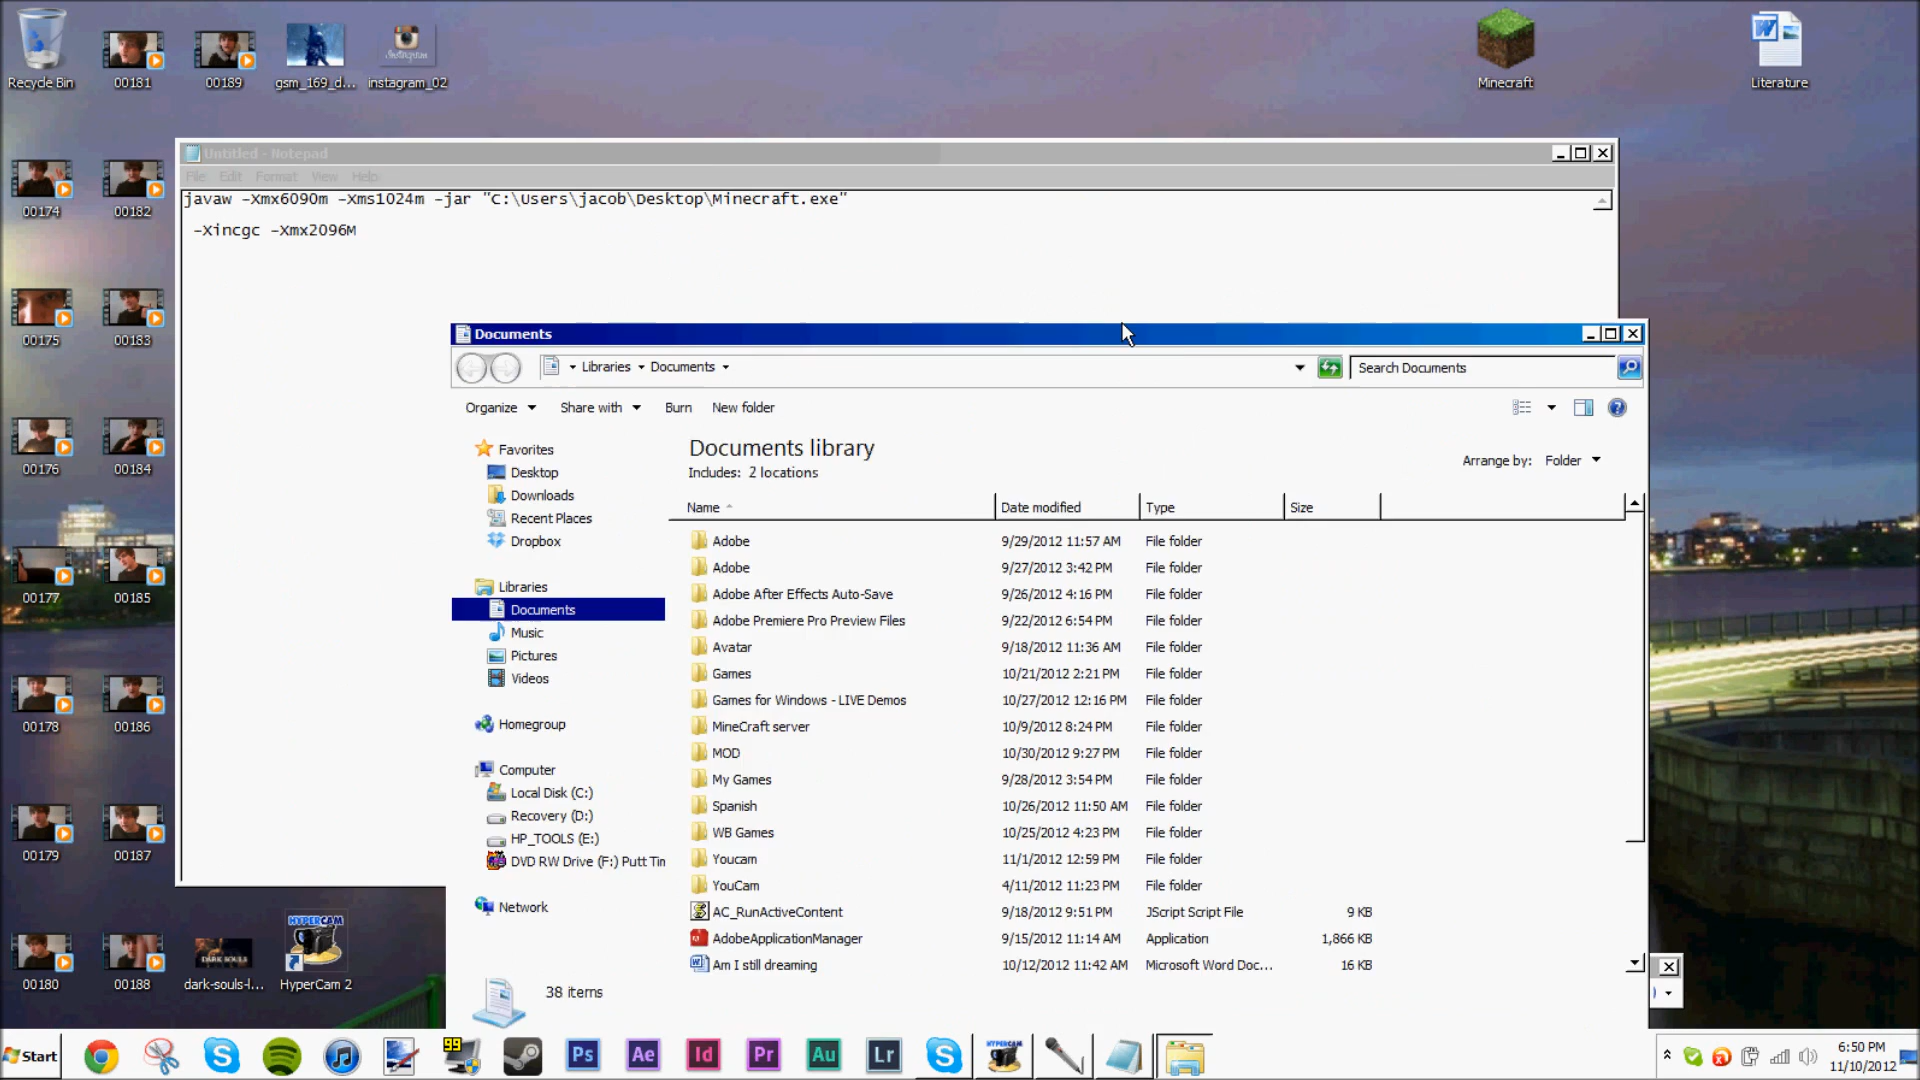 Recycle Bin
00181
00189
gsm_169_d...
instagram_02
Minecraft
Literature
Untitled - Notepad
File Edit Format View Help
javaw -Xmx6090m -Xms1024m -jar "C:\Users\jacob\Desktop\Minecraft.exe"
-Xincgc -Xmx2096M
00174
00182
00175
00183
00176
00184
00177
00185
00178
00186
00179
00187
00180
00188
dark-souls-l...
HYPERCAM
HyperCam 2
DARK SOULS
Instagram
Documents
Libraries Documents
Search Documents
Organize Share with Burn New folder
Favorites
Desktop
Downloads
Recent Places
Dropbox
Libraries
Documents
Music
Pictures
Videos
Homegroup
Computer
Local Disk (C:)
Recovery (D:)
HP_TOOLS (E:)
DVD RW Drive (F:) Putt Tin
Network
Documents library
Includes: 2 locations
Arrange by: Folder
Name Date modified Type Size
Adobe 9/29/2012 11:57 AM File folder
Adobe 9/27/2012 3:42 PM File folder
Adobe After Effects Auto-Save 9/26/2012 4:16 PM File folder
Adobe Premiere Pro Preview Files 9/22/2012 6:54 PM File folder
Avatar 9/18/2012 11:36 AM File folder
Games 10/21/2012 2:21 PM File folder
Games for Windows - LIVE Demos 10/27/2012 12:16 PM File folder
MineCraft server 10/9/2012 8:24 PM File folder
MOD 10/30/2012 9:27 PM File folder
My Games 9/28/2012 3:54 PM File folder
Spanish 10/26/2012 11:50 AM File folder
WB Games 10/25/2012 4:23 PM File folder
Youcam 11/1/2012 12:59 PM File folder
YouCam 4/11/2012 11:23 PM File folder
AC_RunActiveContent 9/18/2012 9:51 PM JScript Script File 9 KB
AdobeApplicationManager 9/15/2012 11:14 AM Application 1,866 KB
Am I still dreaming 10/12/2012 11:42 AM Microsoft Word Doc... 16 KB
38 items
Start
99
Ps Ae Id Pr Au Lr
HYPERCAM
6:50 PM
11/10/2012